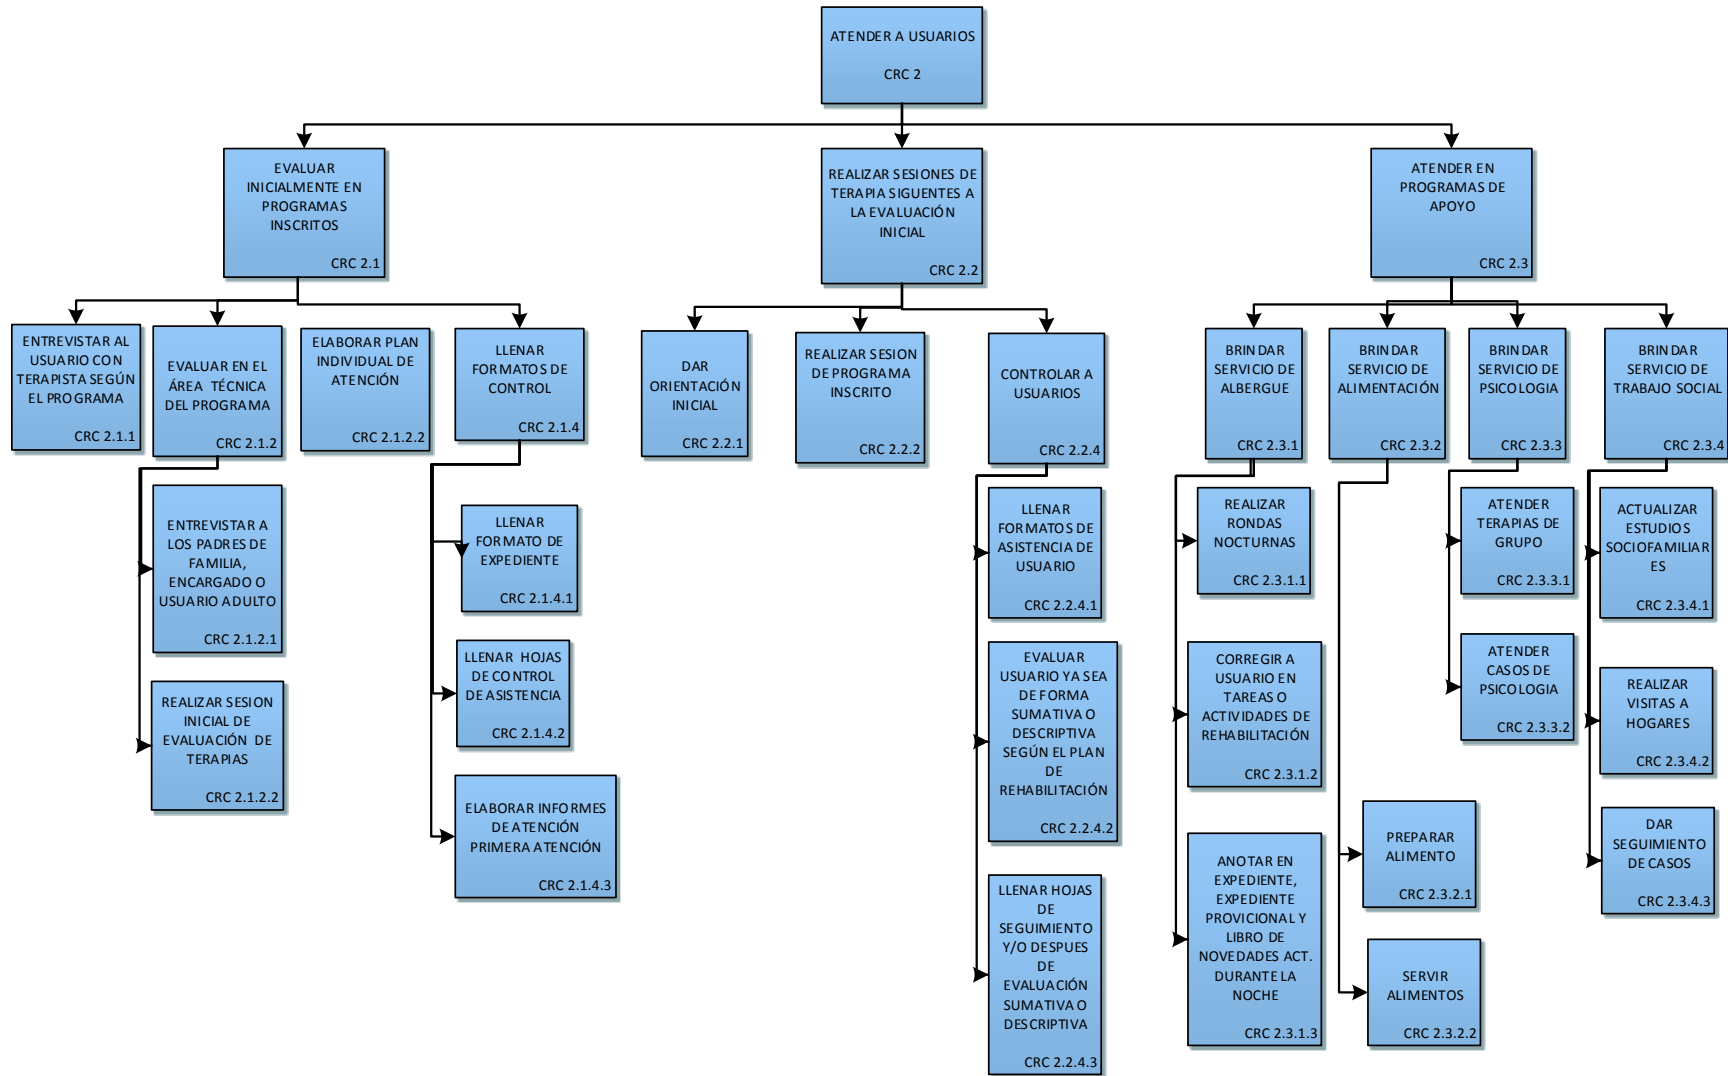 ATENDER A USUARIOS
CRC 2
EVALUAR
INICIALMENTE EN
PROGRAMAS
INSCRITOS
CRC 2.1
REALIZAR SESIONES DE
TERAPIA SIGUENTES A
LA EVALUACIÓN
INICIAL
CRC 2.2
ATENDER EN
PROGRAMAS DE
APOYO
CRC 2.3
ENTREVISTAR AL
USUARIO CON
TERAPISTA SEGÚN
EL PROGRAMA
CRC 2.1.1
EVALUAR EN EL
ÁREA TÉCNICA
DEL PROGRAMA
CRC 2.1.2
ELABORAR PLAN
INDIVIDUAL DE
ATENCIÓN
CRC 2.1.2.2
LLENAR
FORMATOS DE
CONTROL
CRC 2.1.4
DAR
ORIENTACIÓN
INICIAL
CRC 2.2.1
REALIZAR SESION
DE PROGRAMA
INSCRITO
CRC 2.2.2
CONTROLAR A
USUARIOS
CRC 2.2.4
BRINDAR
SERVICIO DE
ALBERGUE
CRC 2.3.1
BRINDAR
SERVICIO DE
ALIMENTACIÓN
CRC 2.3.2
BRINDAR
SERVICIO DE
PSICOLOGIA
CRC 2.3.3
BRINDAR
SERVICIO DE
TRABAJO SOCIAL
CRC 2.3.4
ENTREVISTAR A
LOS PADRES DE
FAMILIA,
ENCARGADO O
USUARIO ADULTO
CRC 2.1.2.1
REALIZAR SESION
INICIAL DE
EVALUACIÓN DE
TERAPIAS
CRC 2.1.2.2
LLENAR
FORMATO DE
EXPEDIENTE
CRC 2.1.4.1
LLENAR HOJAS
DE CONTROL
DE ASISTENCIA
CRC 2.1.4.2
ELABORAR INFORMES
DE ATENCIÓN
PRIMERA ATENCIÓN
CRC 2.1.4.3
LLENAR
FORMATOS DE
ASISTENCIA DE
USUARIO
CRC 2.2.4.1
EVALUAR
USUARIO YA SEA
DE FORMA
SUMATIVA O
DESCRIPTIVA
SEGÚN EL PLAN
DE
REHABILITACIÓN
CRC 2.2.4.2
LLENAR HOJAS
DE
SEGUIMIENTO
Y/O DESPUES
DE
EVALUACIÓN
SUMATIVA O
DESCRIPTIVA
CRC 2.2.4.3
REALIZAR
RONDAS
NOCTURNAS
CRC 2.3.1.1
CORREGIR A
USUARIO EN
TAREAS O
ACTIVIDADES DE
REHABILITACIÓN
CRC 2.3.1.2
ANOTAR EN
EXPEDIENTE,
EXPEDIENTE
PROVICIONAL Y
LIBRO DE
NOVEDADES ACT.
DURANTE LA
NOCHE
CRC 2.3.1.3
PREPARAR
ALIMENTO
CRC 2.3.2.1
SERVIR
ALIMENTOS
CRC 2.3.2.2
ATENDER
TERAPIAS DE
GRUPO
CRC 2.3.3.1
ATENDER
CASOS DE
PSICOLOGIA
CRC 2.3.3.2
ACTUALIZAR
ESTUDIOS
SOCIOFAMILIAR
ES
CRC 2.3.4.1
REALIZAR
VISITAS A
HOGARES
CRC 2.3.4.2
DAR
SEGUIMIENTO
DE CASOS
CRC 2.3.4.3